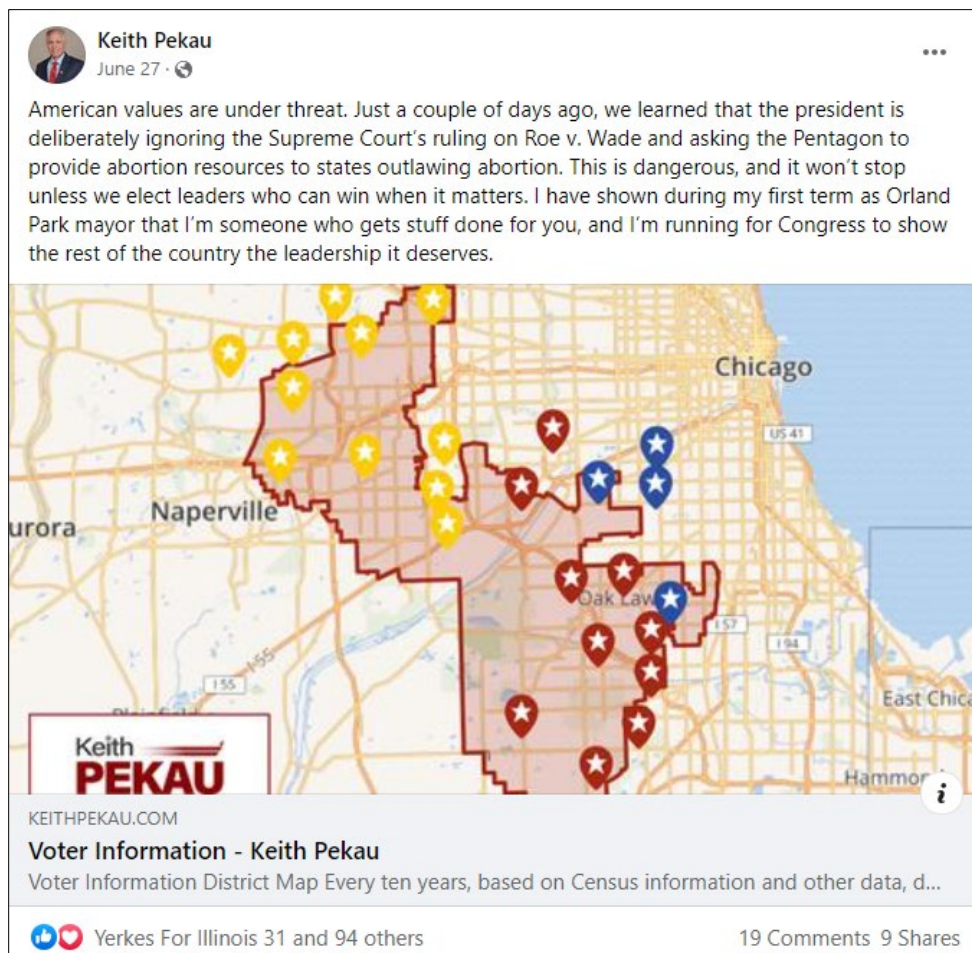 Keith Pekau
June 27
American values are under threat. Just a couple of days ago, we learned that the president is
deliberately ignoring the Supreme Court's ruling on Roe v. Wade and asking the Pentagon to
provide abortion resources to states outlawing abortion. This is dangerous, and it won't stop
unless we elect leaders who can win when it matters. I have shown during my first term as Orland
Park mayor that I'm someone who gets stuff done for you, and I'm running for Congress to show
the rest of the country the leadership it deserves.
Chicago
US 41
Naperville
urora
Oak Law
I 57
I 94
I-55
I 55
East Chica
Keith
PEKAU
Hammo
i
KEITHPEKAU.COM
Voter Information - Keith Pekau
Voter Information District Map Every ten years, based on Census information and other data, d...
Yerkes For Illinois 31 and 94 others
19 Comments 9 Shares